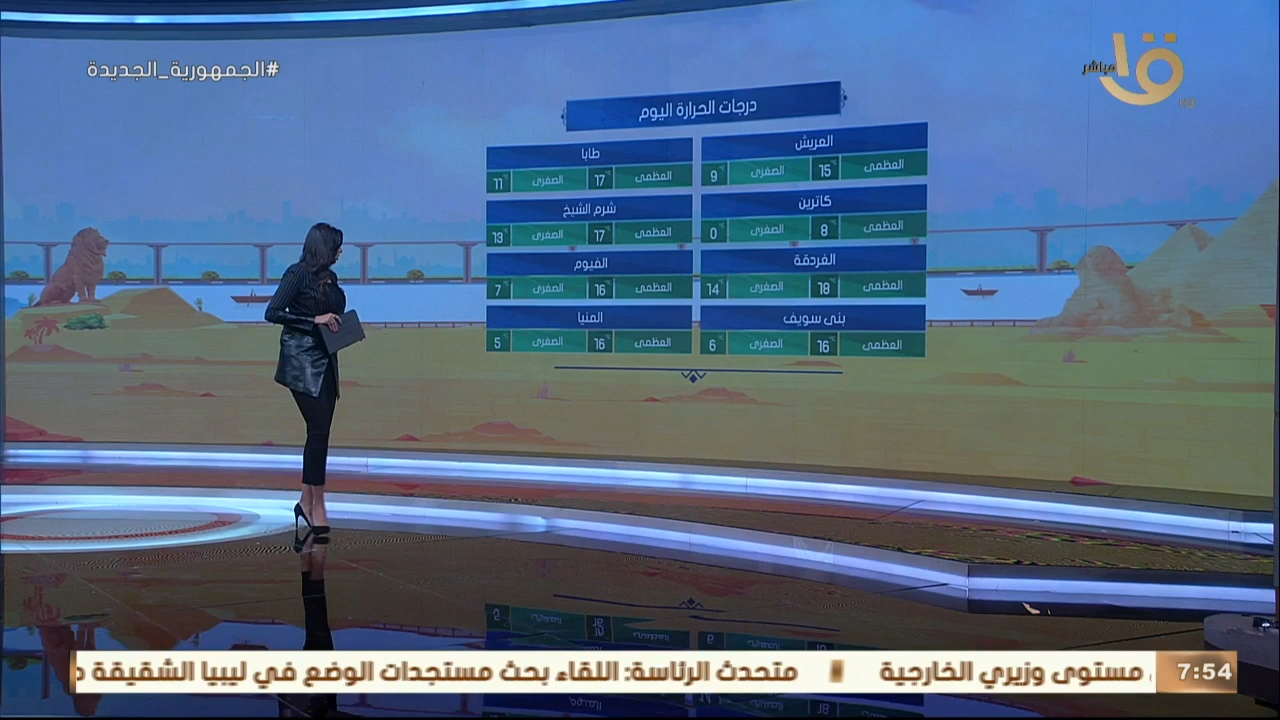 #الجمهورية_الجديدة
مباشر
درجات الحرارة اليوم
العريش
العظمى 15 الصغرى 9
طابا
العظمى 17 الصغرى 11
كاترين
العظمى 8 الصغرى 0
شرم الشيخ
العظمى 17 الصغرى 13
الغردقة
العظمى 18 الصغرى 14
الفيوم
العظمى 16 الصغرى 7
بنى سويف
العظمى 16 الصغرى 6
المنيا
العظمى 16 الصغرى 5
7:54
مستوى وزيري الخارجية
متحدث الرئاسة: اللقاء بحث مستجدات الوضع في ليبيا الشقيقة